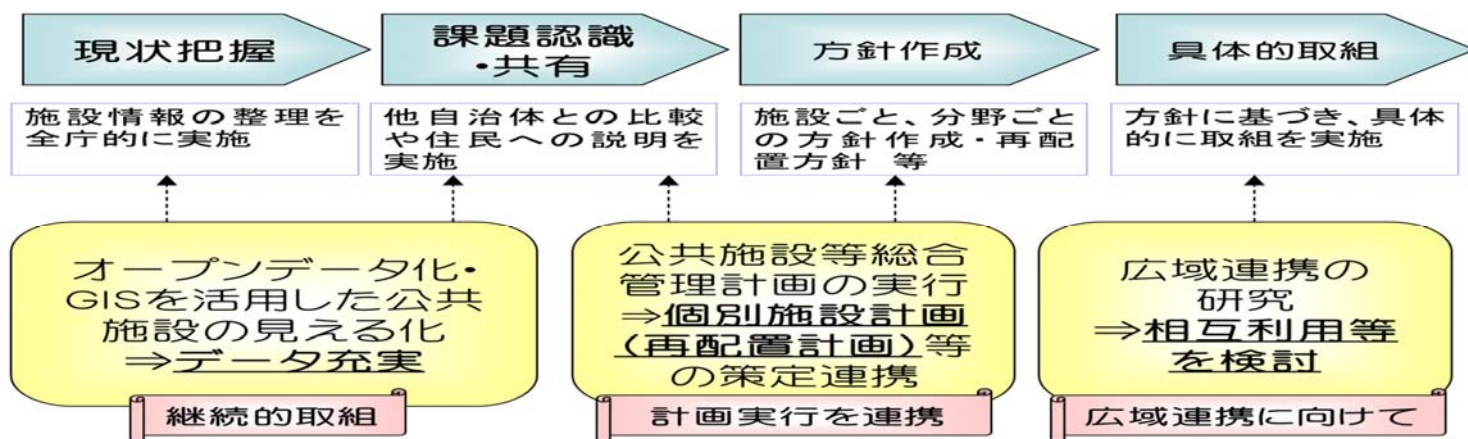 現状把握
課題認識
・共有
方針作成
具体的取組
施設情報の整理を
全庁的に実施
他自治体との比較
や住民への説明を
実施
施設ごと、分野ごと
の方針作成・再配
置方針 等
方針に基づき、具体
的に取組を実施
オープンデータ化・
GISを活用した公共
施設の見える化
⇒データ充実
公共施設等総合
管理計画の実行
⇒個別施設計画
(再配置計画)等
の策定連携
広域連携の
研究
⇒相互利用等
を検討
継続的取組
計画実行を連携
広域連携に向けて